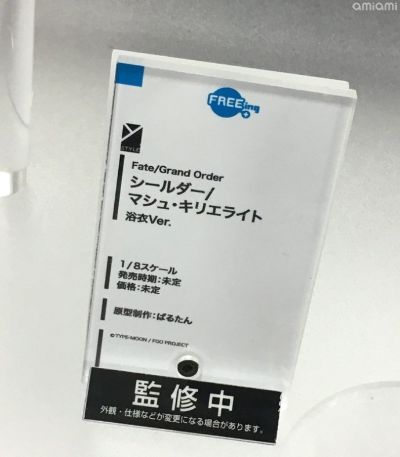 amiami
FREEing
Y
STYLE
Fate/Grand Order
シールダー/
マシュ・キリエライト
浴衣Ver.
1/8スケール
発売時期:未定
価格:未定
原型制作:ぱるたん
©TYPE-MOON / FGO PROJECT
監修中
外観・仕様などが変更になる場合があります。